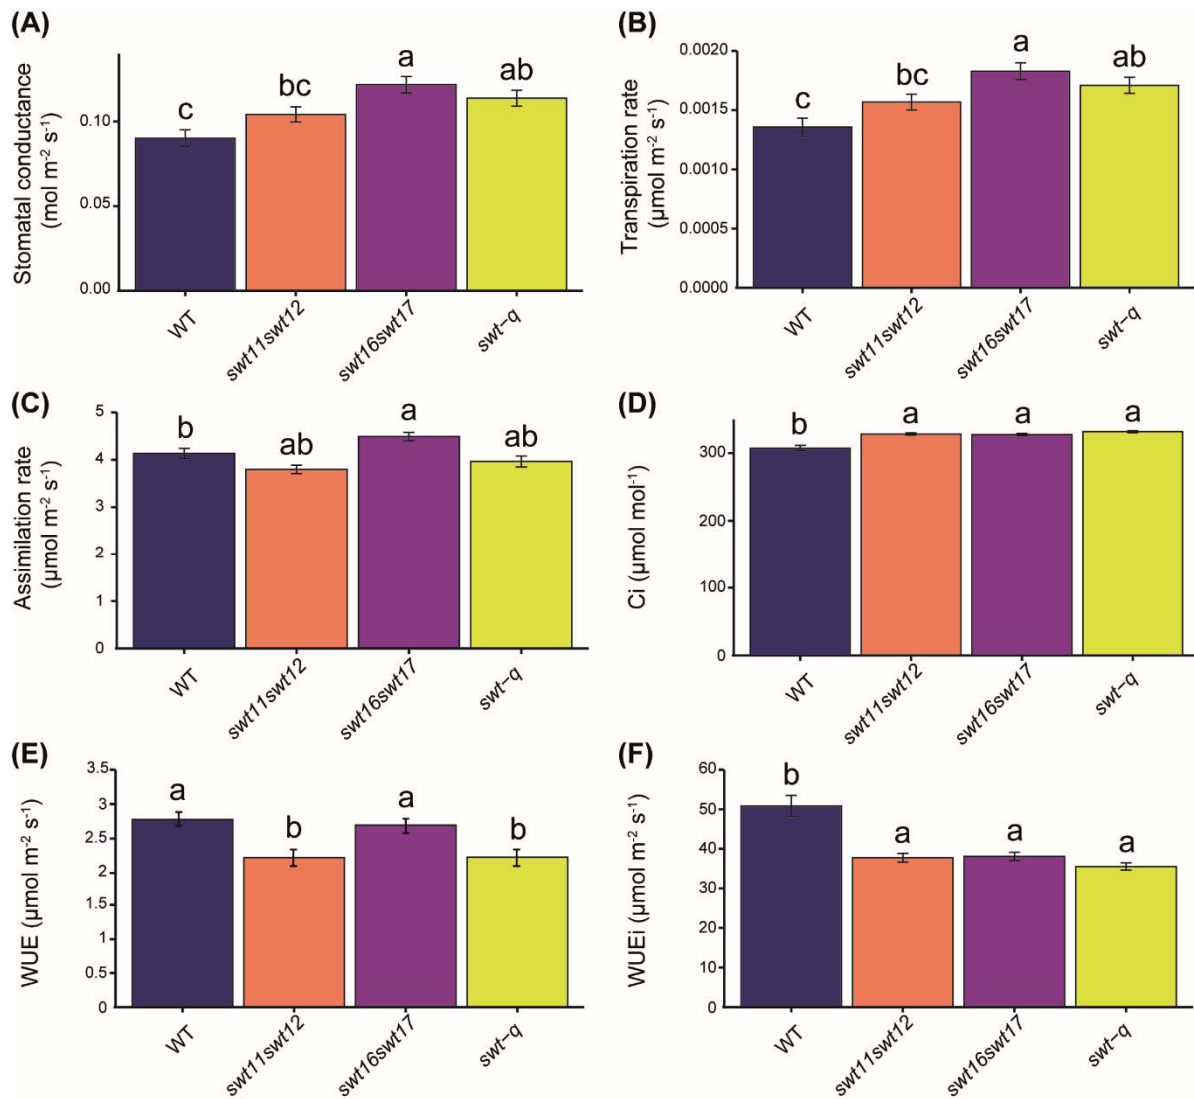 (A)
Stomatal conductance
(mol m⁻² s⁻¹)
0.10
0.05
0.00
c
bc
a
ab
WT
swt11swt12
swt16swt17
swt-q
(B)
Transpiration rate
(µmol m⁻² s⁻¹)
0.0020
0.0015
0.0010
0.0005
0.0000
c
bc
a
ab
WT
swt11swt12
swt16swt17
swt-q
(C)
Assimilation rate
(µmol m⁻² s⁻¹)
5
4
3
2
1
0
b
ab
a
ab
WT
swt11swt12
swt16swt17
swt-q
(D)
Ci (µmol mol⁻¹)
300
200
100
0
b
a
a
a
WT
swt11swt12
swt16swt17
swt-q
(E)
WUE (µmol m⁻² s⁻¹)
3.5
3
2.5
2
1.5
1
0.5
0
a
b
a
b
WT
swt11swt12
swt16swt17
swt-q
(F)
WUEi (µmol m⁻² s⁻¹)
60
50
40
30
20
10
0
b
a
a
a
WT
swt11swt12
swt16swt17
swt-q